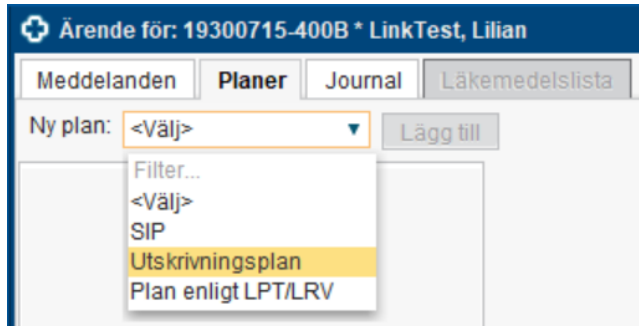 Ärende för: 19300715-400B * LinkTest, Lilian
Meddelanden Planer Journal Läkemedelslista
Ny plan: <Välj> Lägg till
Filter...
<Välj>
SIP
Utskrivningsplan
Plan enligt LPT/LRV